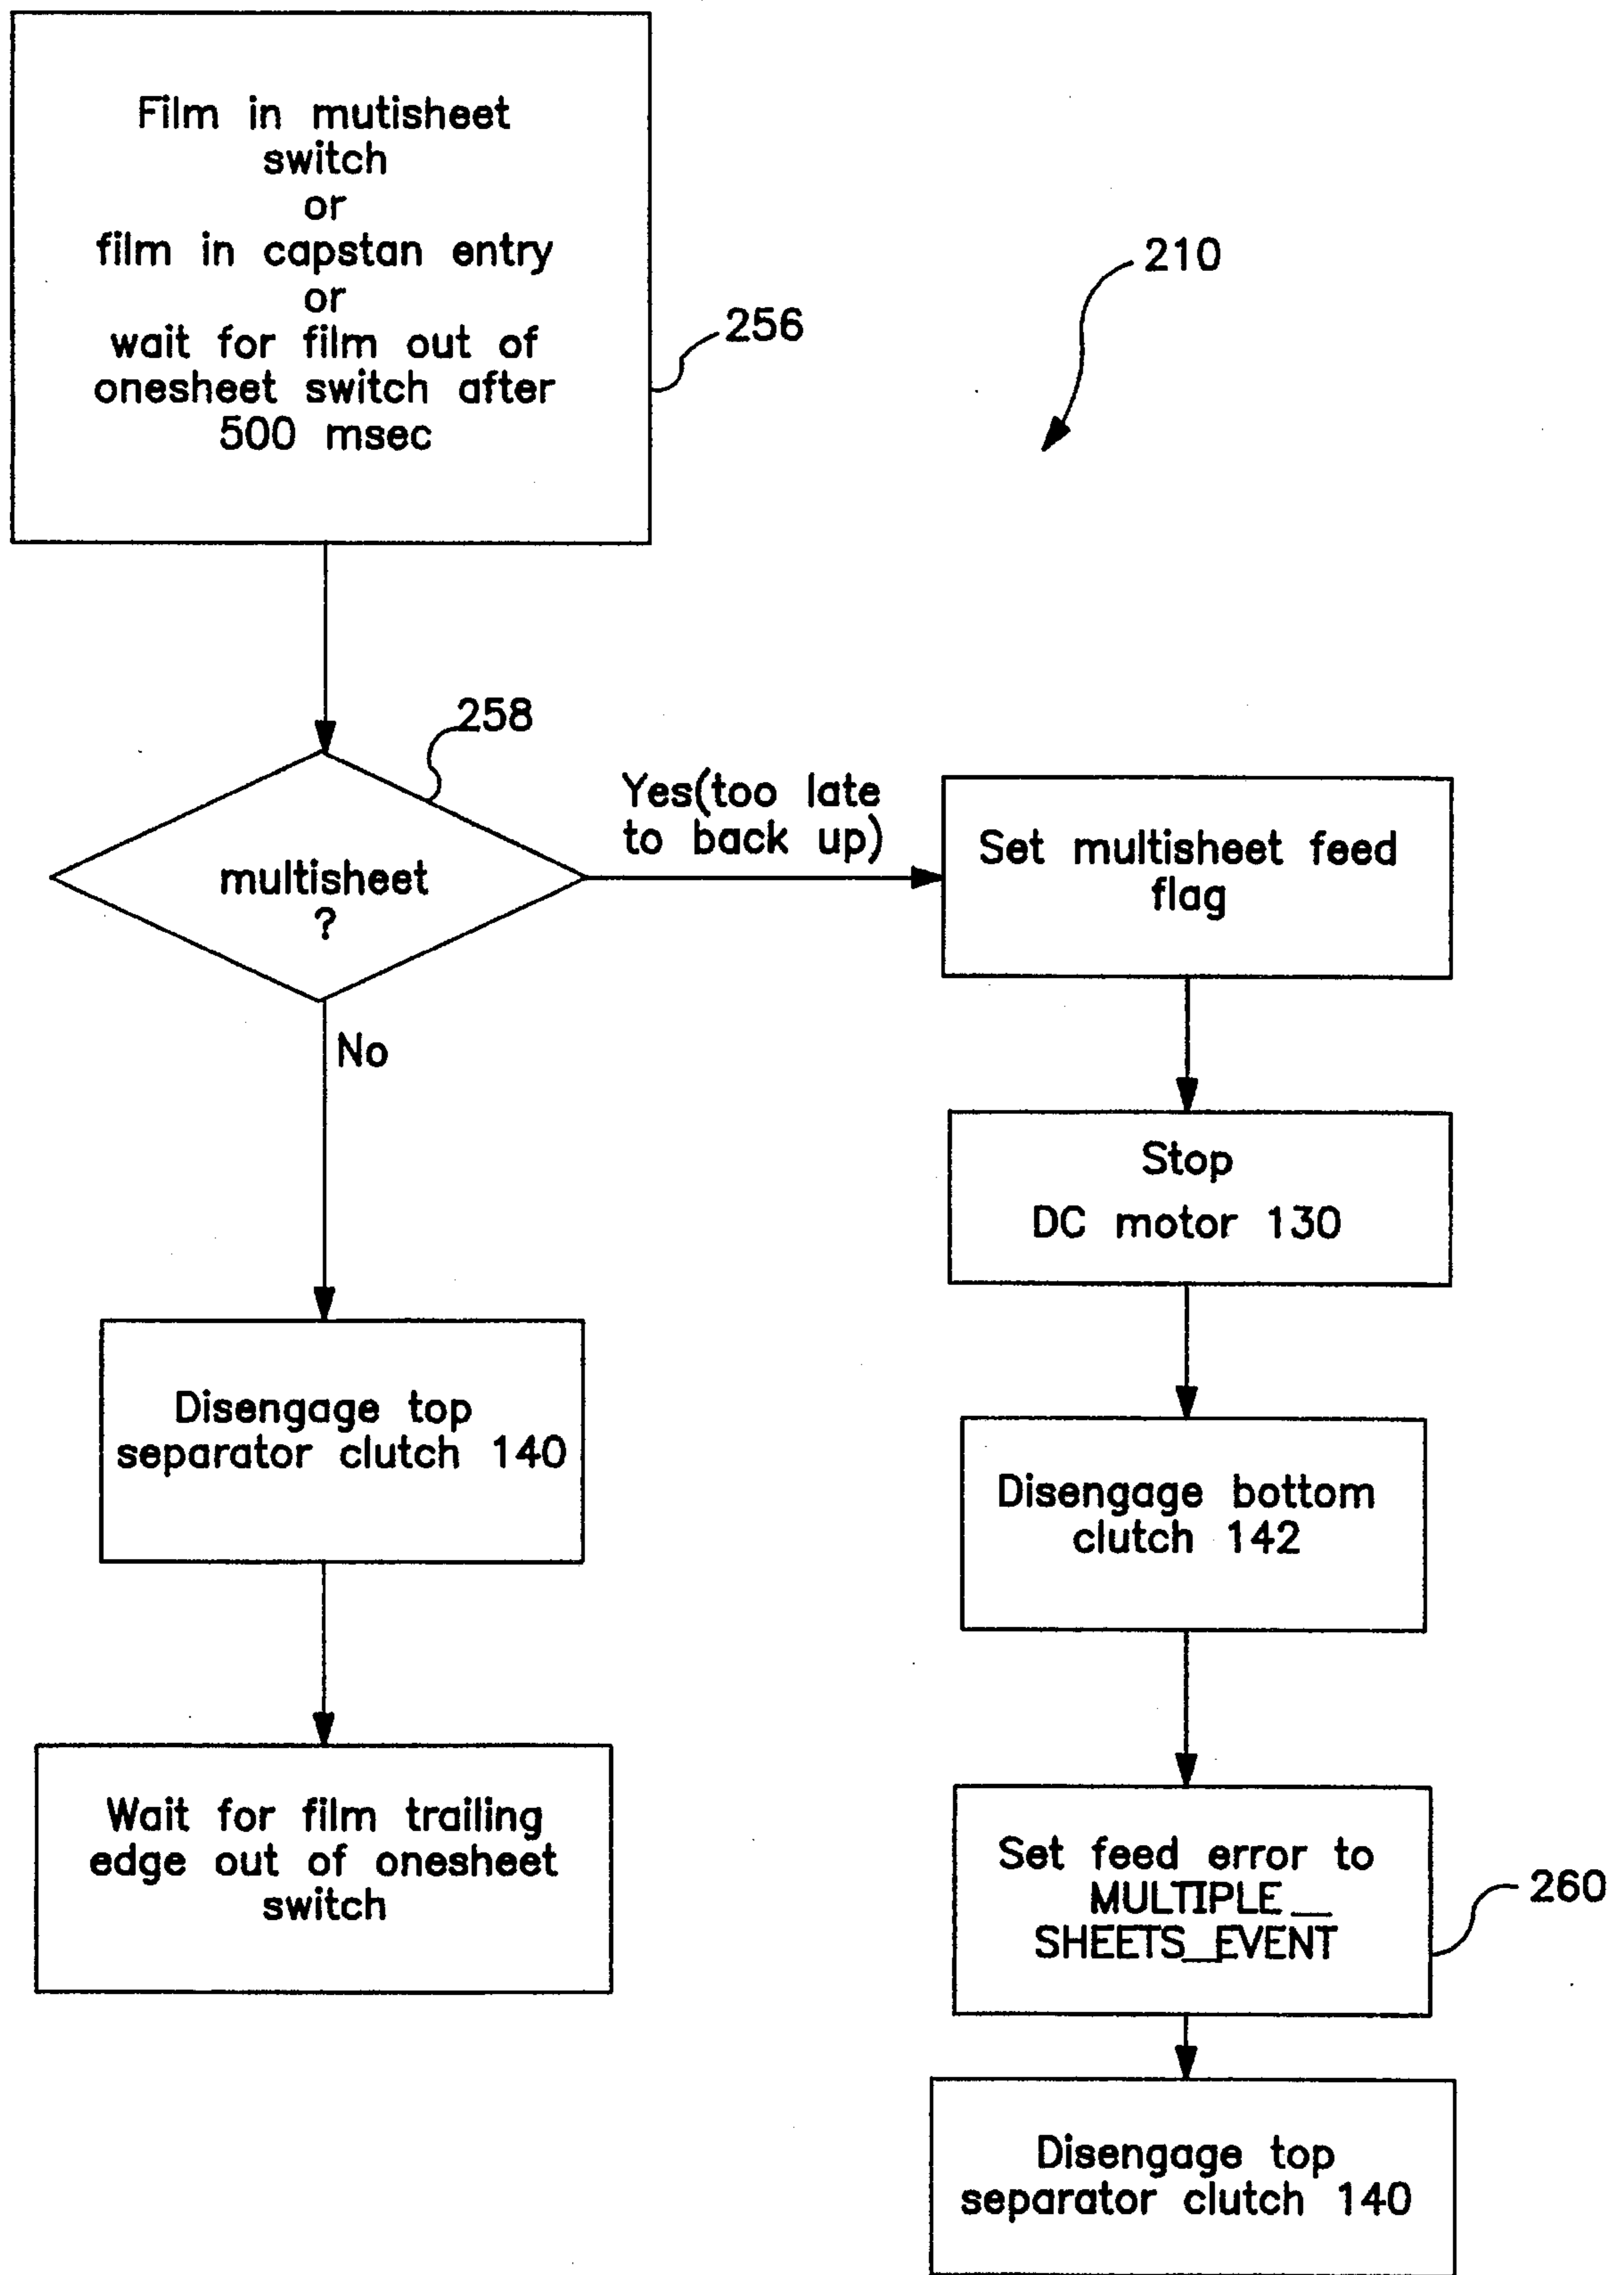 Film in mutisheet
switch
or
film in capstan entry
or
wait for film out of
onesheet switch after
500 msec
256
210
258
multisheet
?
Yes(too late
to back up)
No
Set multisheet feed
flag
Stop
DC motor 130
Disengage bottom
clutch 142
Set feed error to
MULTIPLE_
SHEETS_EVENT
260
Disengage top
separator clutch 140
Disengage top
separator clutch 140
Wait for film trailing
edge out of onesheet
switch